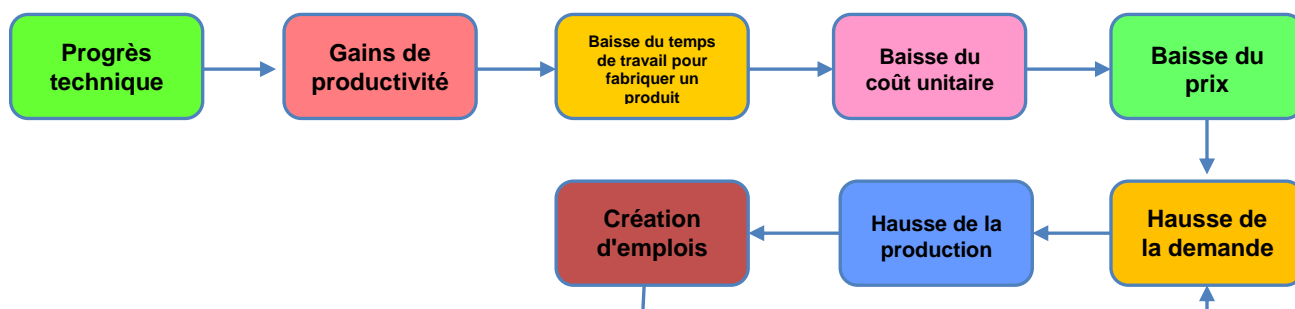 Progrès
technique
Gains de
productivité
Baisse du temps
de travail pour
fabriquer un
produit
Baisse du
coût unitaire
Baisse du
prix
Création
d'emplois
Hausse de la
production
Hausse de
la demande